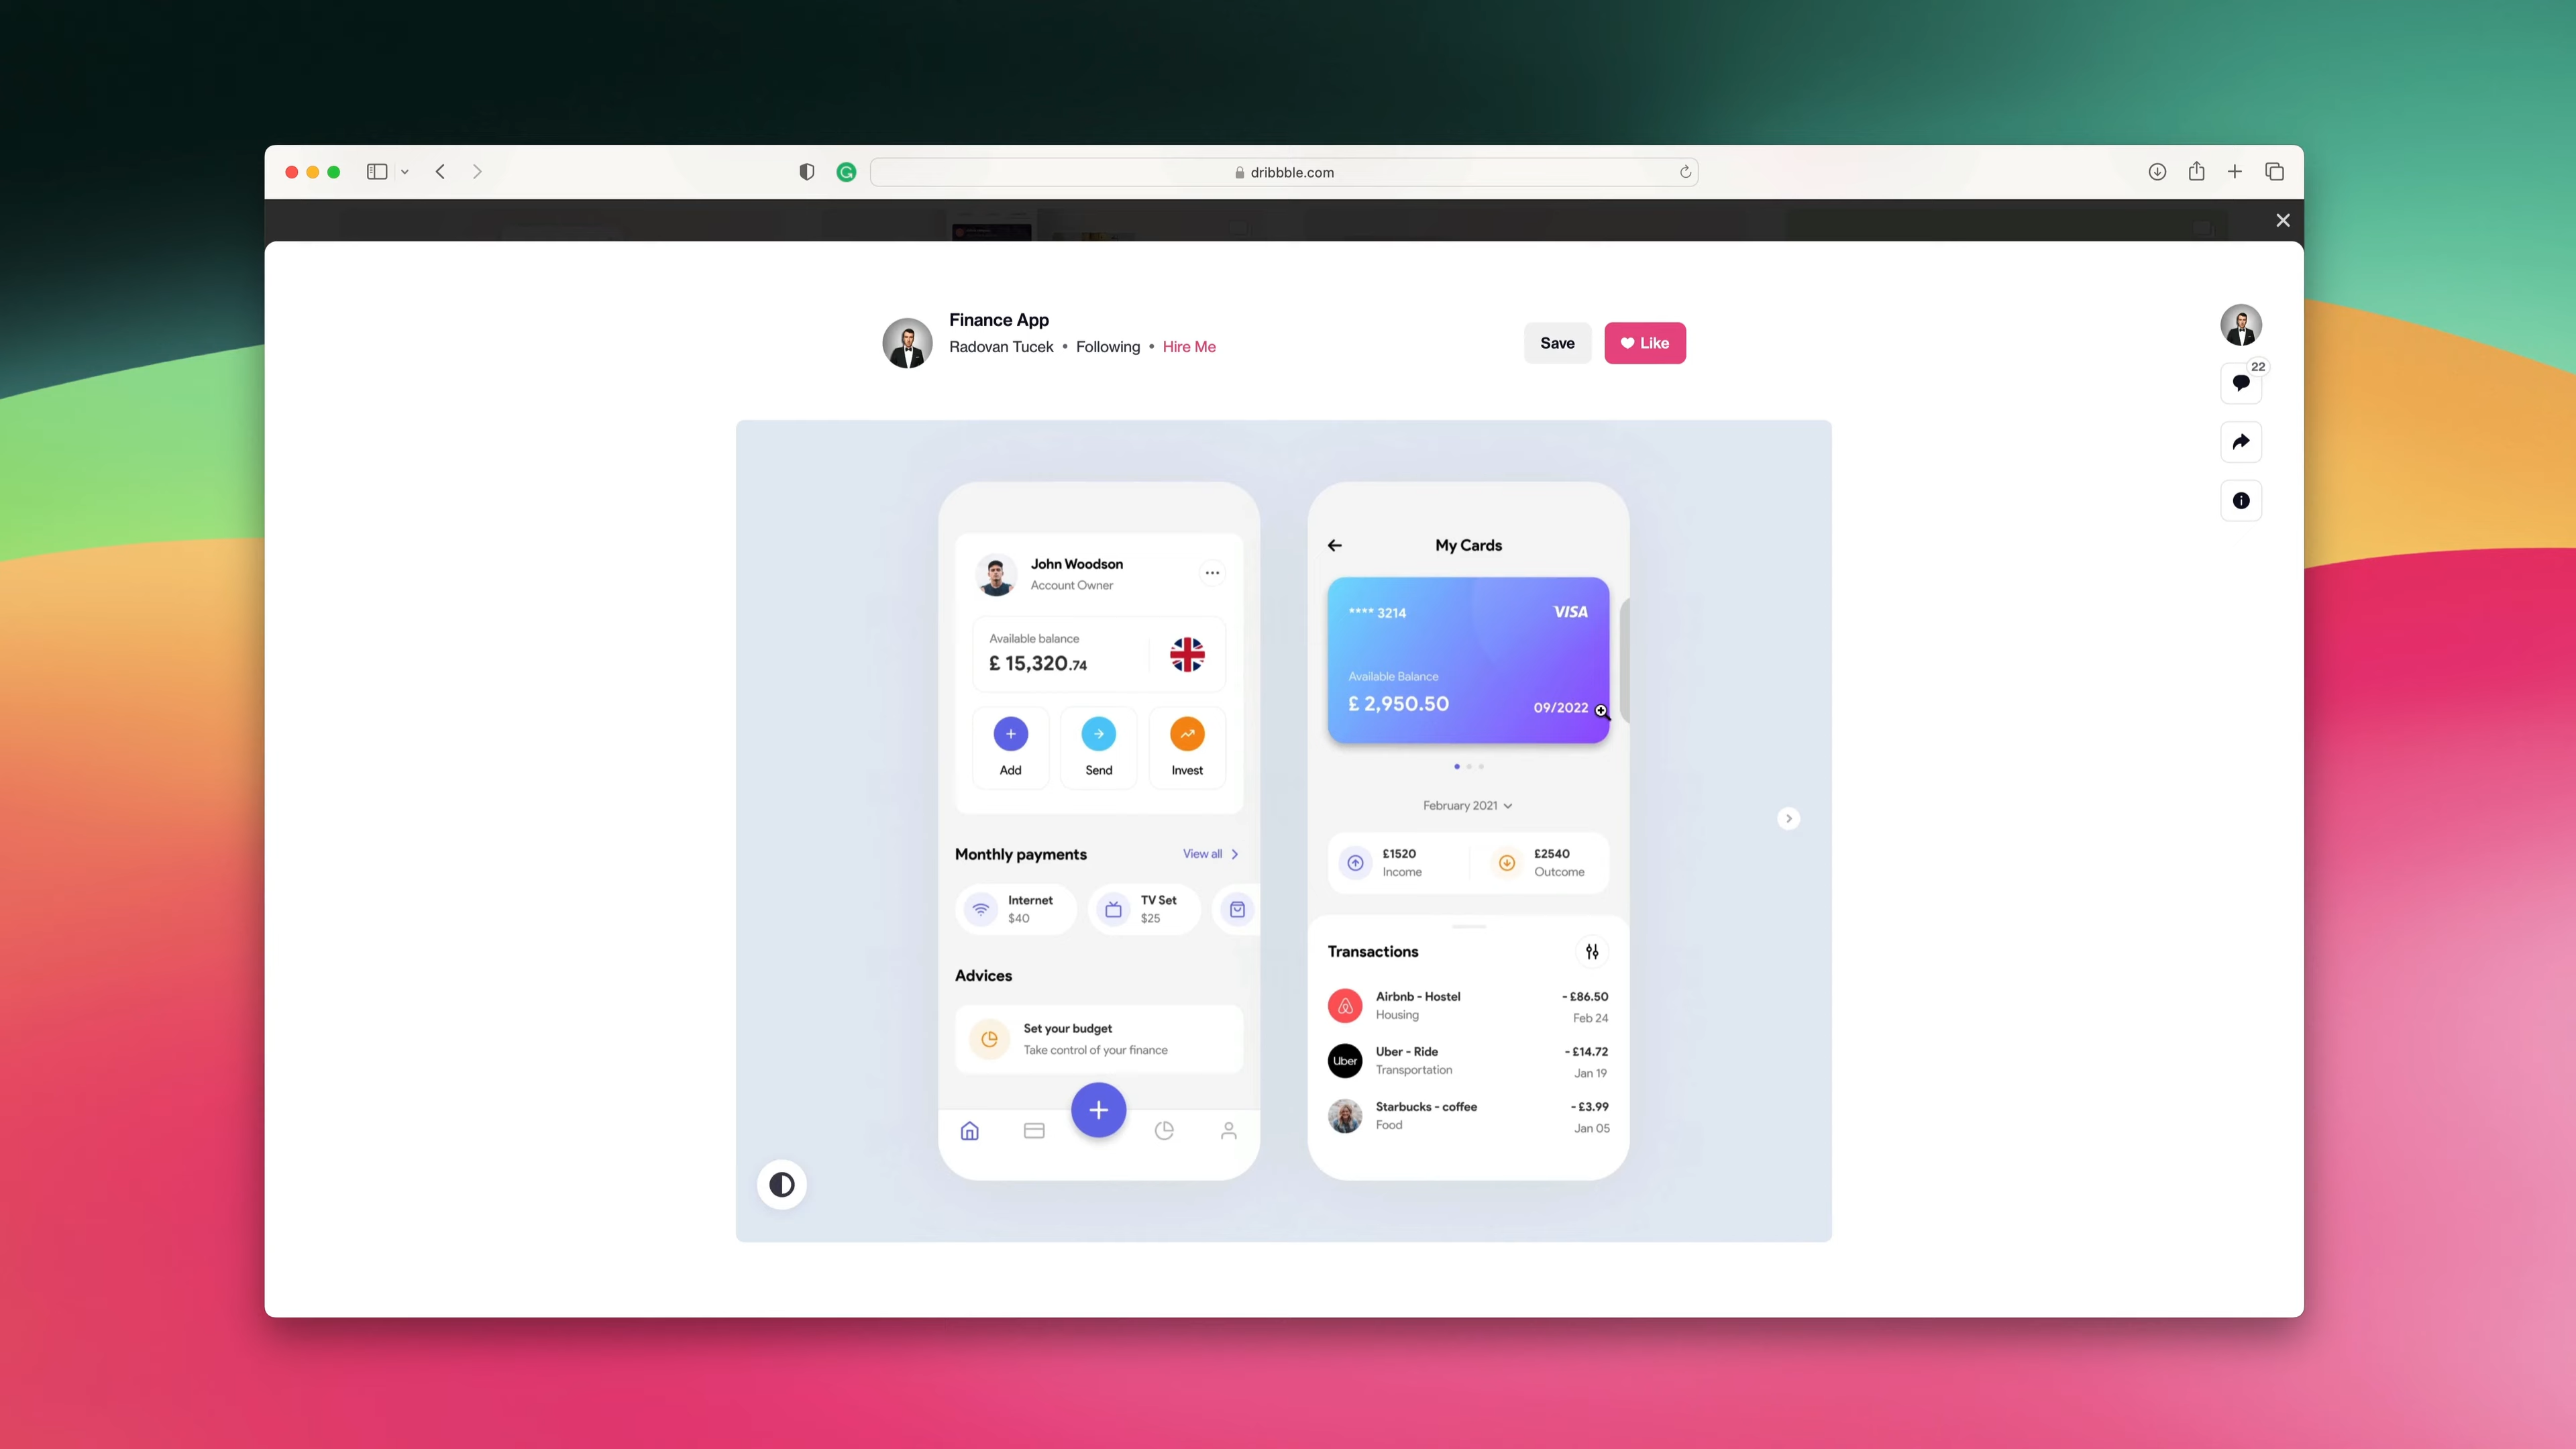 dribbble.com
Finance App
Radovan Tucek • Following • Hire Me
Save
Like
22
John Woodson
Account Owner
Available balance
£ 15,320.74
Add
Send
Invest
Monthly payments
View all
Internet
$40
TV Set
$25
Advices
Set your budget
Take control of your finance
My Cards
**** 3214
VISA
Available Balance
£ 2,950.50
09/2022
February 2021
£1520
Income
£2540
Outcome
Transactions
Airbnb - Hostel
- £86.50
Housing
Feb 24
Uber
Uber - Ride
- £14.72
Transportation
Jan 19
Starbucks - coffee
- £3.99
Food
Jan 05